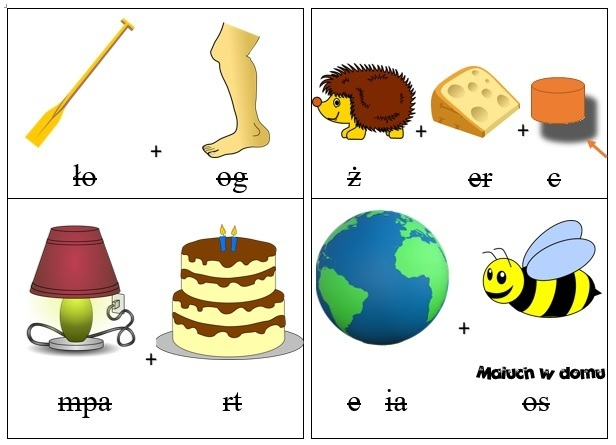 ło og
ż er c
mpa rt
Maluch w domu
e ia os